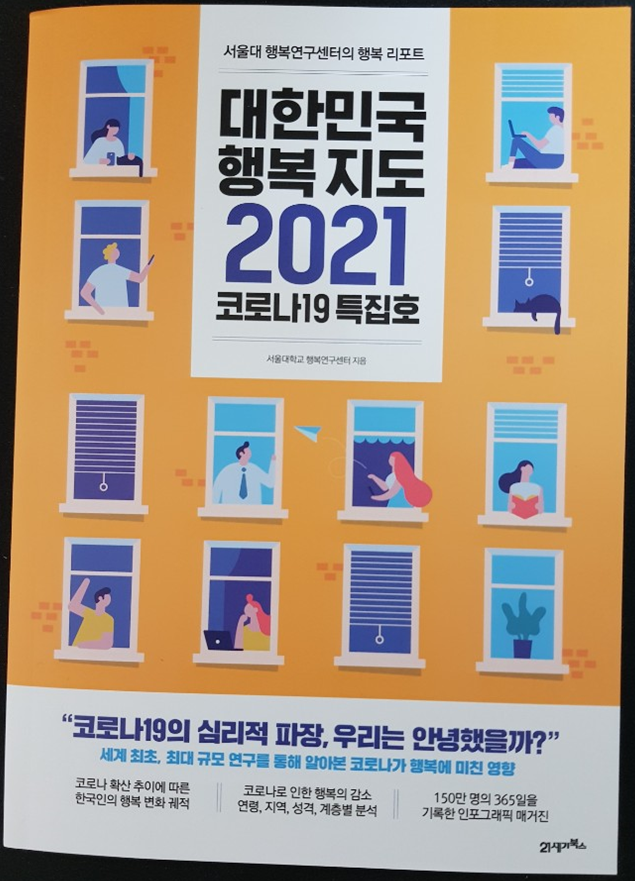 서울대 행복연구센터의 행복 리포트
대한민국
행복 지도
2021
코로나19 특집호
서울대학교 행복연구센터 지음
“코로나19의 심리적 파장, 우리는 안녕했을까?”
세계 최초, 최대 규모 연구를 통해 알아본 코로나가 행복에 미친 영향
코로나 확산 추이에 따른
한국인의 행복 변화 궤적
코로나로 인한 행복의 감소
연령, 지역, 성격, 계층별 분석
150만 명의 365일을
기록한 인포그래픽 매거진
21세기북스